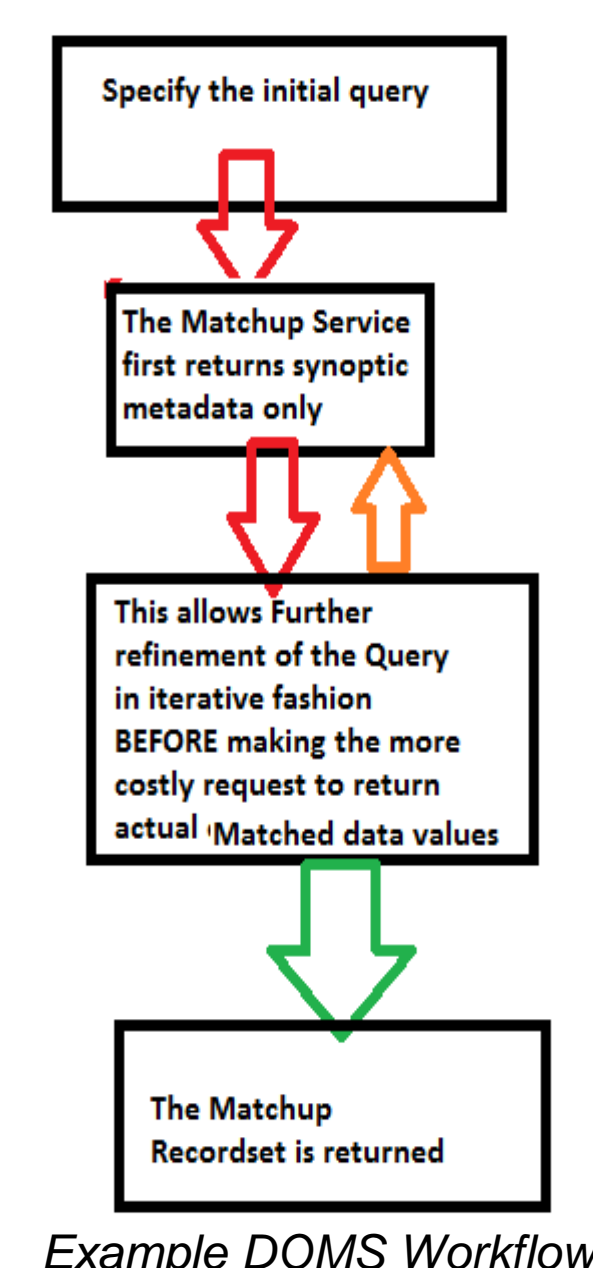 Specify the initial query
The Matchup Service
first returns synoptic
metadata only
This allows Further
refinement of the Query
in iterative fashion
BEFORE making the more
costly request to return
actual Matched data values
The Matchup
Recordset is returned
Example DOMS Workflow